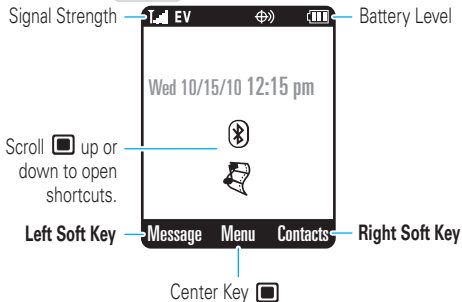 Signal Strength
EV
Battery Level
Wed 10/15/10 12:15 pm
Scroll up or
down to open
shortcuts.
Left Soft Key
Message Menu Contacts
Right Soft Key
Center Key